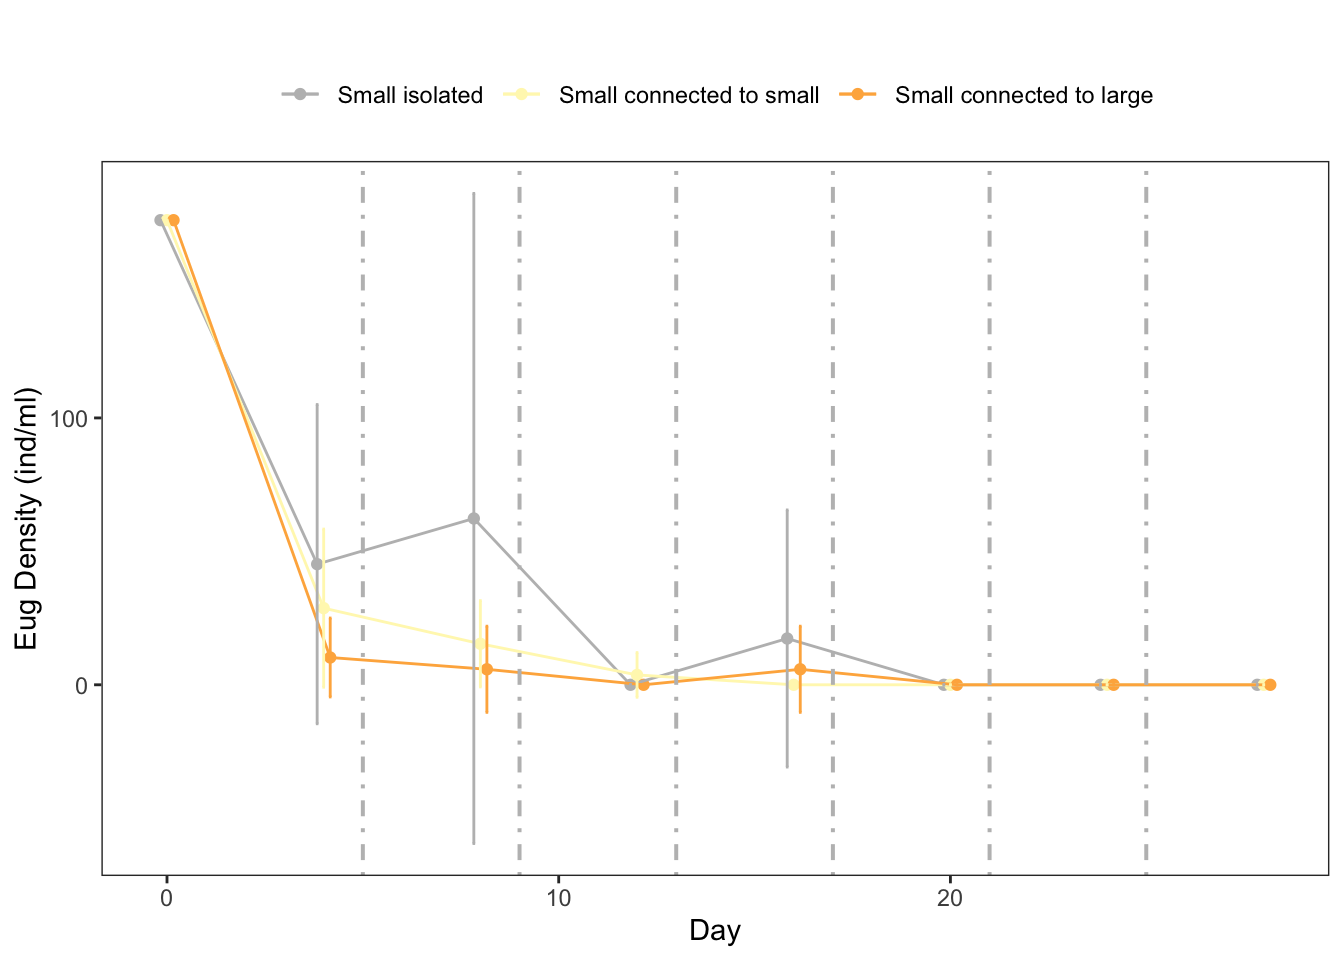 Small isolated Small connected to small Small connected to large
Eug Density (ind/ml)
100
0
0 10 20
Day